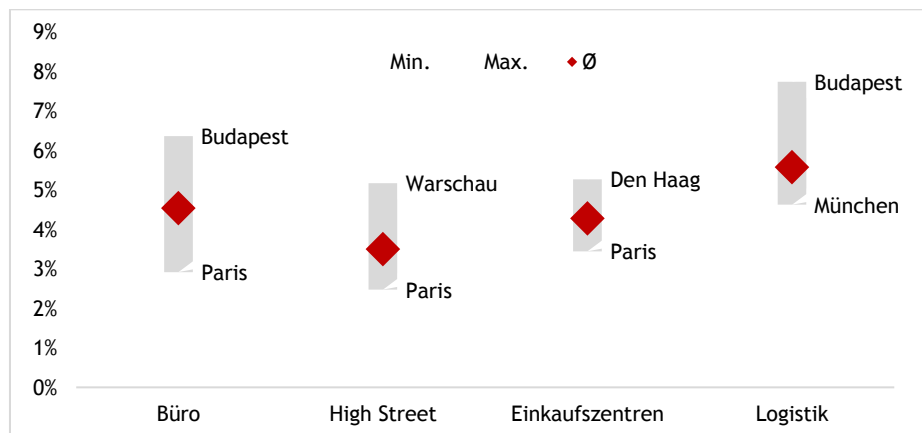 9%
8%
7%
6%
5%
4%
3%
2%
1%
0%
Min. Max. Ø
Budapest
Paris
Warschau
Paris
Den Haag
Paris
Budapest
München
Büro High Street Einkaufszentren Logistik